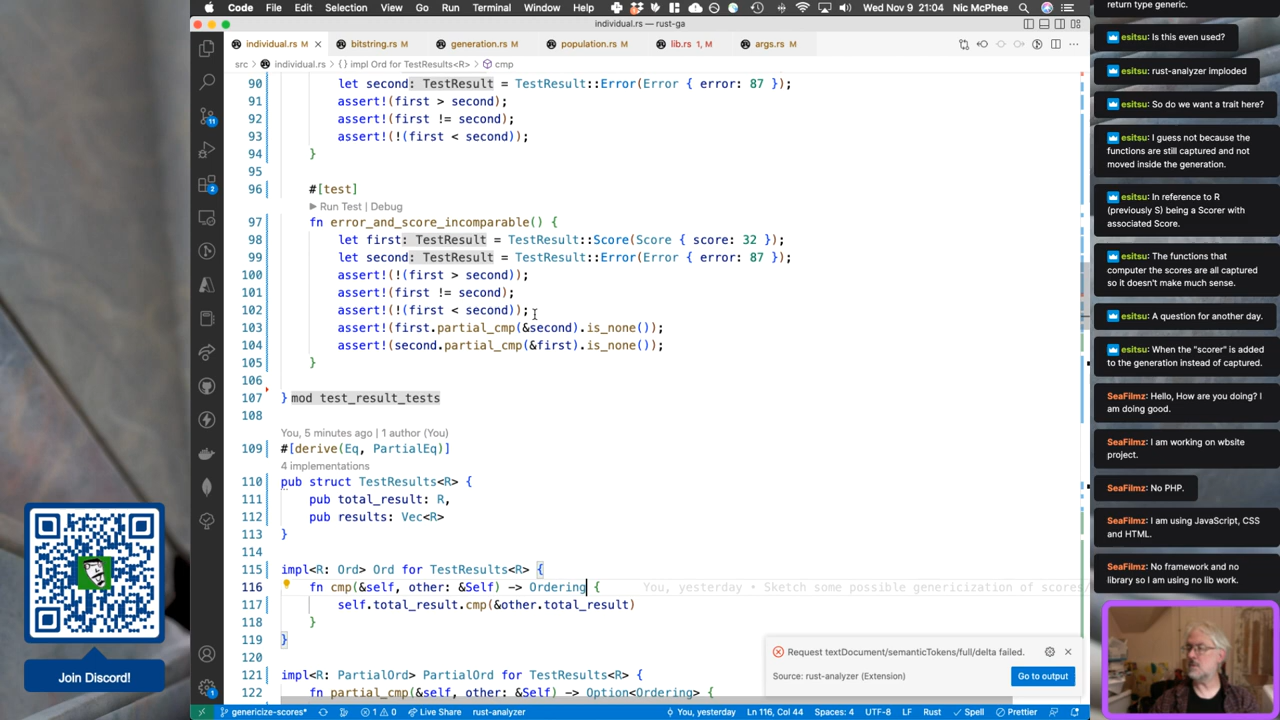 Code File Edit Selection View Go Run Terminal Window Help Wed Nov 9 21:04 Nic McPhee
individual.rs — rust-ga
individual.rs M bitstring.rs M generation.rs M population.rs M lib.rs 1, M args.rs M
src > individual.rs > {} impl Ord for TestResults<R> > cmp
90 let second: TestResult = TestResult::Error(Error { error: 87 });
91 assert!(first > second);
92 assert!(first != second);
93 assert!(!(first < second));
94 }
95
96 #[test]
Run Test | Debug
97 fn error_and_score_incomparable() {
98 let first: TestResult = TestResult::Score(Score { score: 32 });
99 let second: TestResult = TestResult::Error(Error { error: 87 });
100 assert!(!(first > second));
101 assert!(first != second);
102 assert!(!(first < second));
103 assert!(first.partial_cmp(&second).is_none());
104 assert!(second.partial_cmp(&first).is_none());
105 }
106
107 } mod test_result_tests
108
You, 5 minutes ago | 1 author (You)
109 #[derive(Eq, PartialEq)]
4 implementations
110 pub struct TestResults<R> {
111 pub total_result: R,
112 pub results: Vec<R>
113 }
114
115 impl<R: Ord> Ord for TestResults<R> {
116 fn cmp(&self, other: &Self) -> Ordering { You, yesterday • Sketch some possible genericization of scores/
117 self.total_result.cmp(&other.total_result)
118 }
119 }
120
121 impl<R: PartialOrd> PartialOrd for TestResults<R> {
122 fn partial_cmp(&self, other: &Self) -> Option<Ordering> {
Request textDocument/semanticTokens/full/delta failed.
Source: rust-analyzer (Extension)
Go to output
genericize-scores* 1 0 Live Share rust-analyzer You, yesterday Ln 116, Col 44 Spaces: 4 UTF-8 LF Rust Spell Prettier
11
2
1
Join Discord!
return type generic.
esitsu: Is this even used?
esitsu: rust-analyzer imploded
esitsu: So do we want a trait here?
esitsu: I guess not because the
functions are still captured and not
moved inside the generation.
esitsu: In reference to R
(previously S) being a Scorer with
associated Score.
esitsu: The functions that
computer the scores are all captured
so it doesn't make much sense.
esitsu: A question for another day.
esitsu: When the "scorer" is added
to the generation instead of captured.
SeaFilmz: Hello, How are you doing? I
am doing good.
SeaFilmz: I am working on wbsite
project.
SeaFilmz: No PHP.
SeaFilmz: I am using JavaScript, CSS
and HTML.
SeaFilmz: No framework and no
library so I am using no lib work.